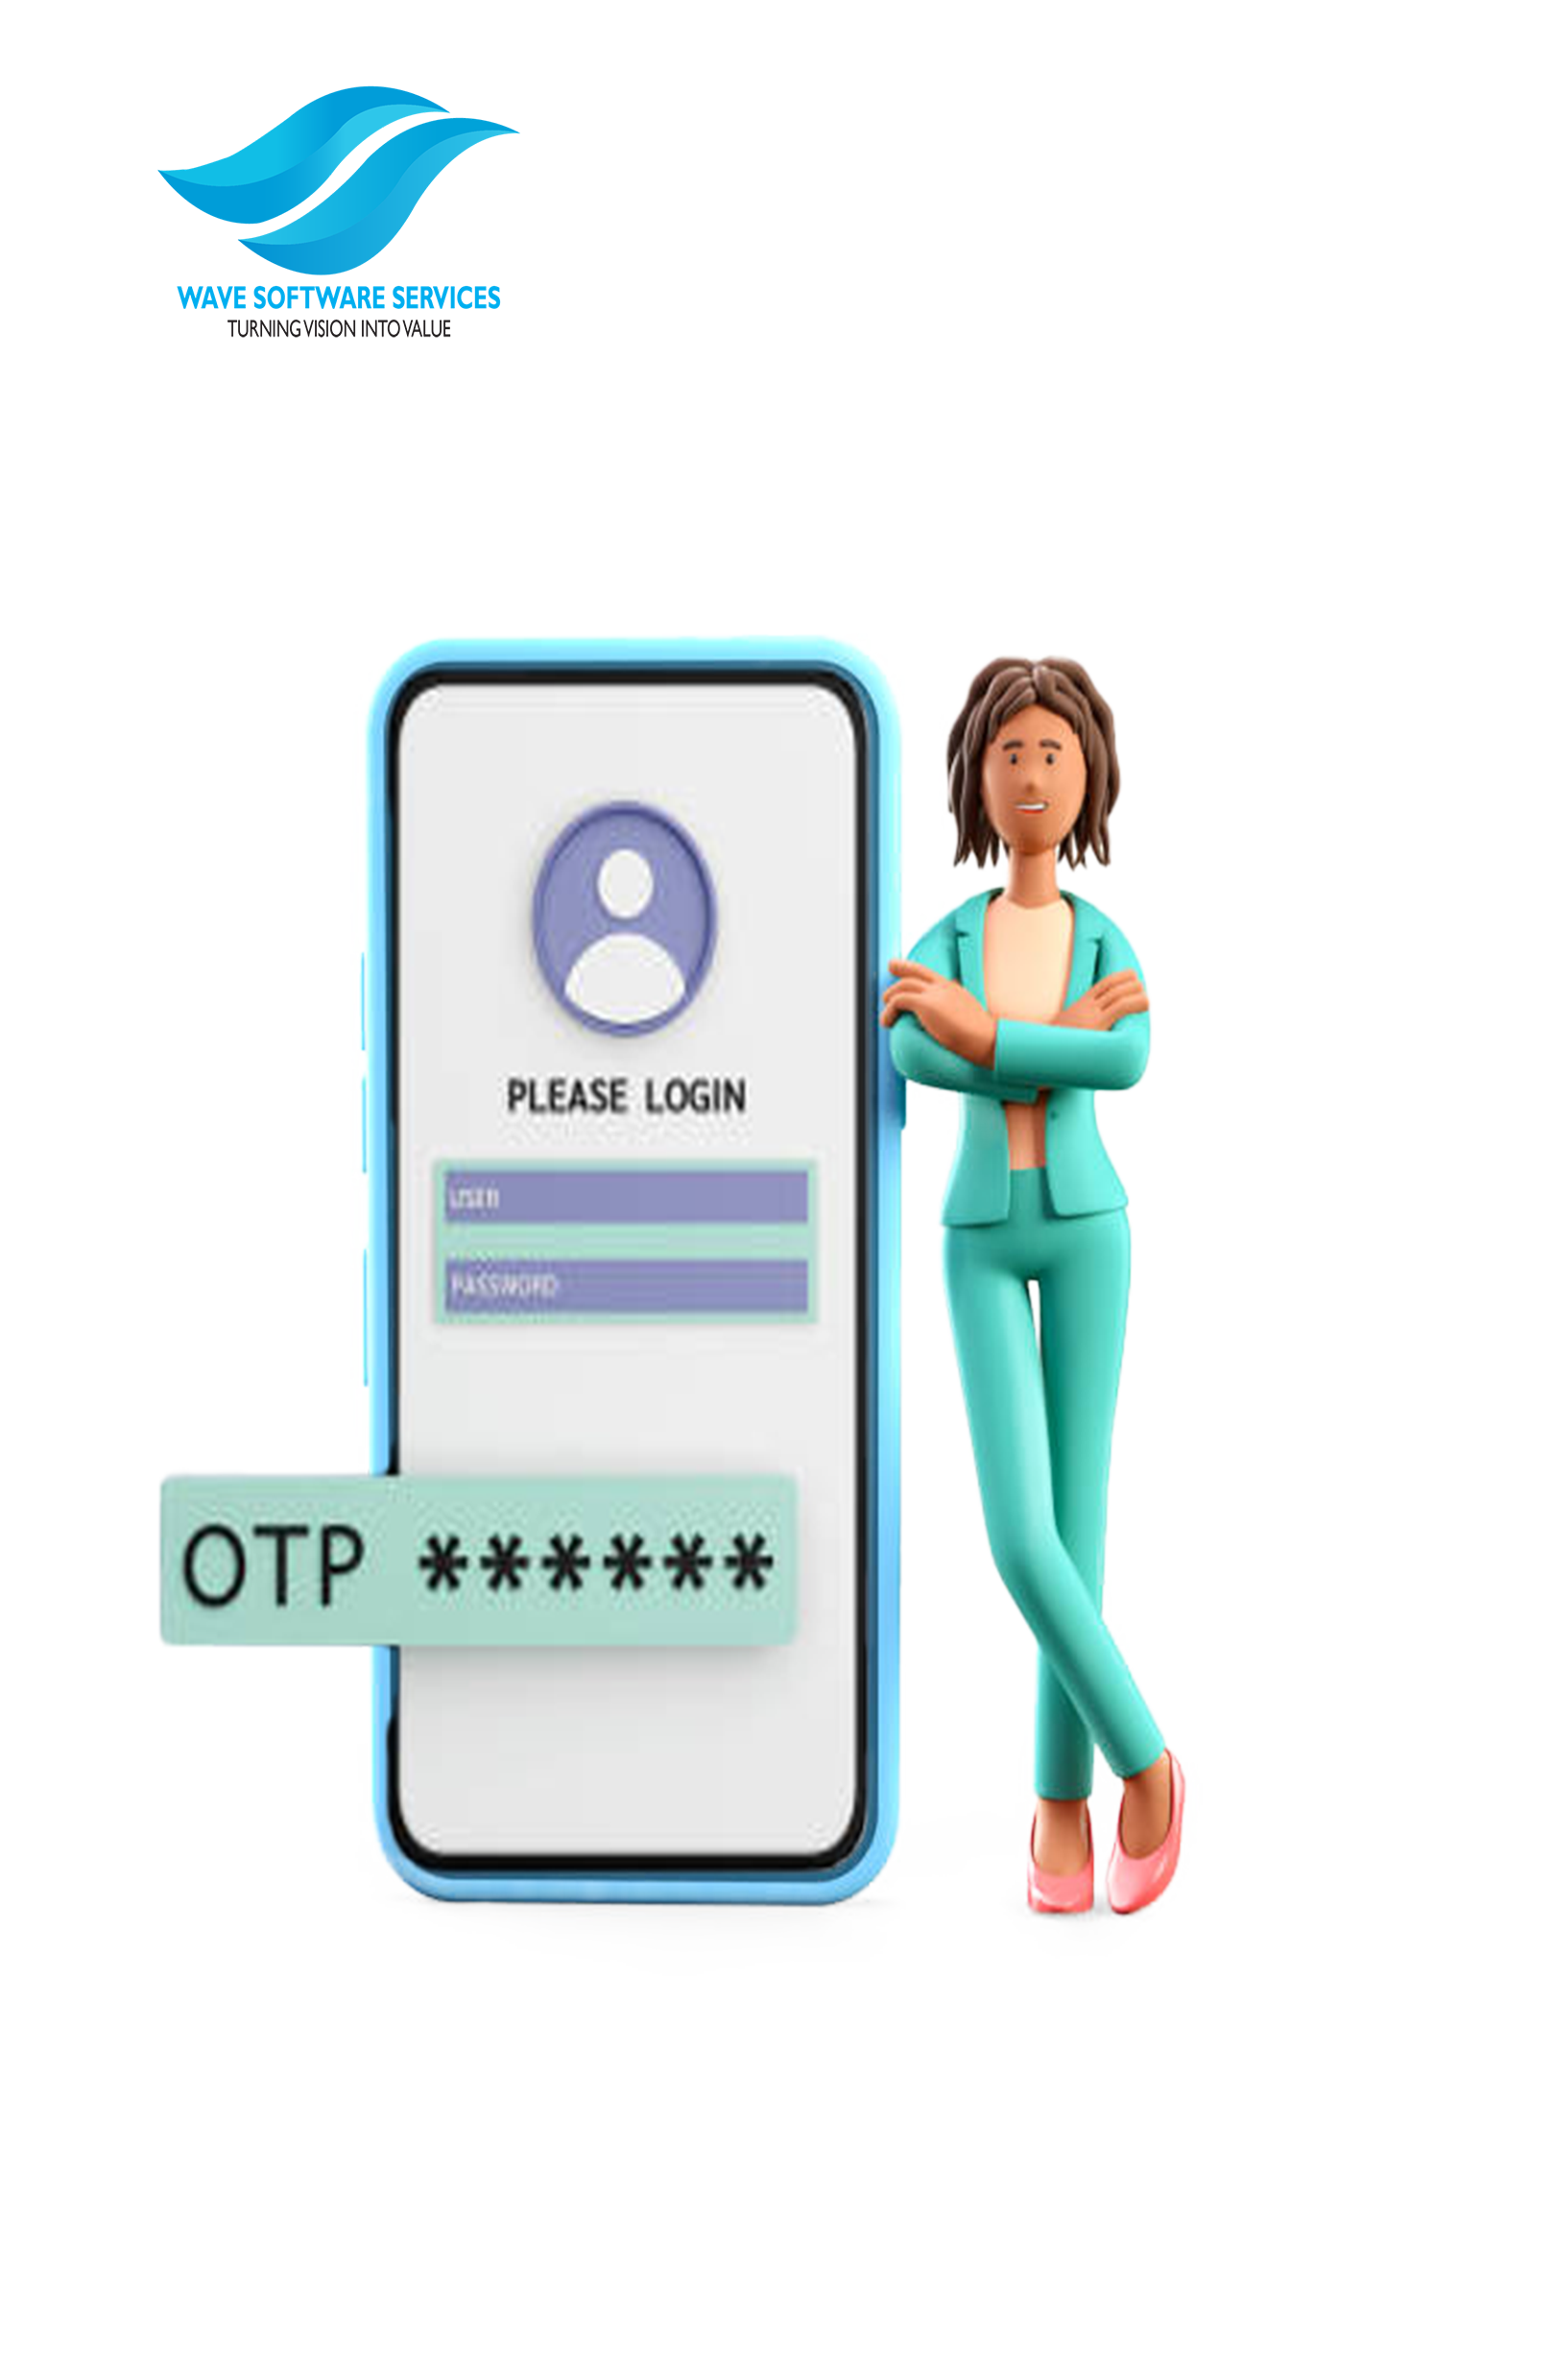 WAVE SOFTWARE SERVICES
TURNING VISION INTO VALUE
PLEASE LOGIN
USER
PASSWORD
OTP ******